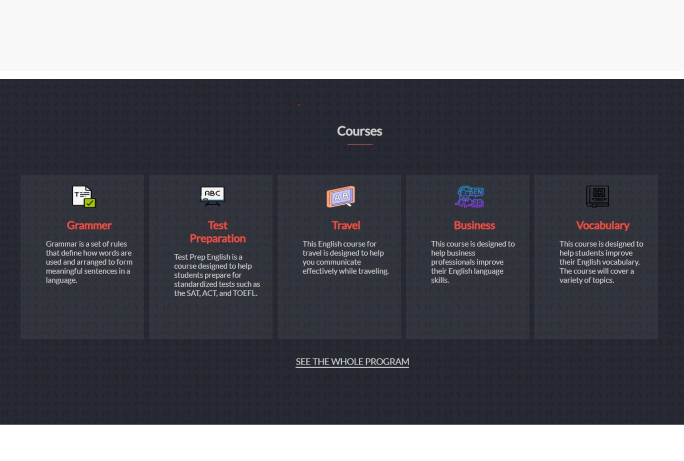 Courses
Grammer
Grammar is a set of rules
that define how words are
used and arranged to form
meaningful sentences in a
language.
ABC
Test
Preparation
Test Prep English is a
course designed to help
students prepare for
standardized tests such as
the SAT, ACT, and TOEFL.
Travel
This English course for
travel is designed to help
you communicate
effectively while traveling.
Business
This course is designed to
help business
professionals improve
their English language
skills.
Vocabulary
This course is designed to
help students improve
their English vocabulary.
The course will cover a
variety of topics.
SEE THE WHOLE PROGRAM